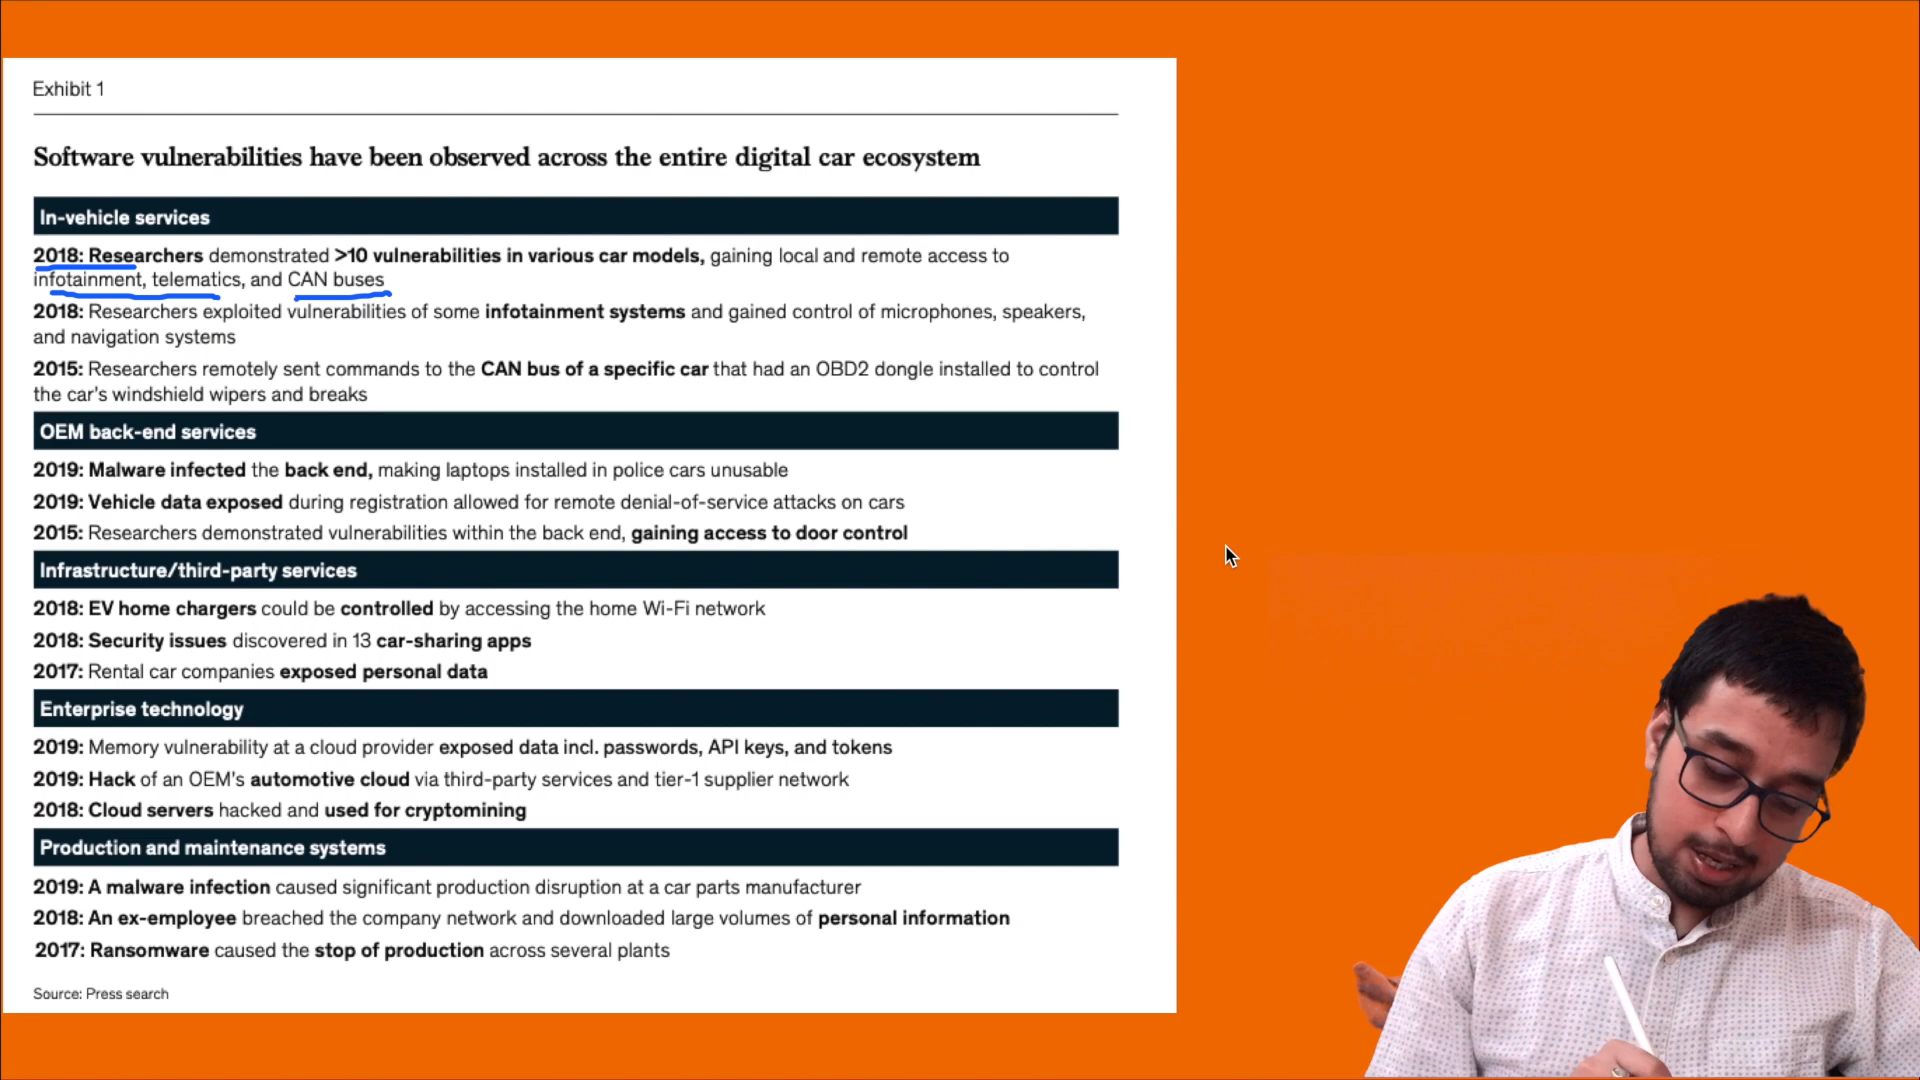 Exhibit 1
Software vulnerabilities have been observed across the entire digital car ecosystem
In-vehicle services
2018: Researchers demonstrated >10 vulnerabilities in various car models, gaining local and remote access to
infotainment, telematics, and CAN buses
2018: Researchers exploited vulnerabilities of some infotainment systems and gained control of microphones, speakers,
and navigation systems
2015: Researchers remotely sent commands to the CAN bus of a specific car that had an OBD2 dongle installed to control
the car's windshield wipers and breaks
OEM back-end services
2019: Malware infected the back end, making laptops installed in police cars unusable
2019: Vehicle data exposed during registration allowed for remote denial-of-service attacks on cars
2015: Researchers demonstrated vulnerabilities within the back end, gaining access to door control
Infrastructure/third-party services
2018: EV home chargers could be controlled by accessing the home Wi-Fi network
2018: Security issues discovered in 13 car-sharing apps
2017: Rental car companies exposed personal data
Enterprise technology
2019: Memory vulnerability at a cloud provider exposed data incl. passwords, API keys, and tokens
2019: Hack of an OEM's automotive cloud via third-party services and tier-1 supplier network
2018: Cloud servers hacked and used for cryptomining
Production and maintenance systems
2019: A malware infection caused significant production disruption at a car parts manufacturer
2018: An ex-employee breached the company network and downloaded large volumes of personal information
2017: Ransomware caused the stop of production across several plants
Source: Press search